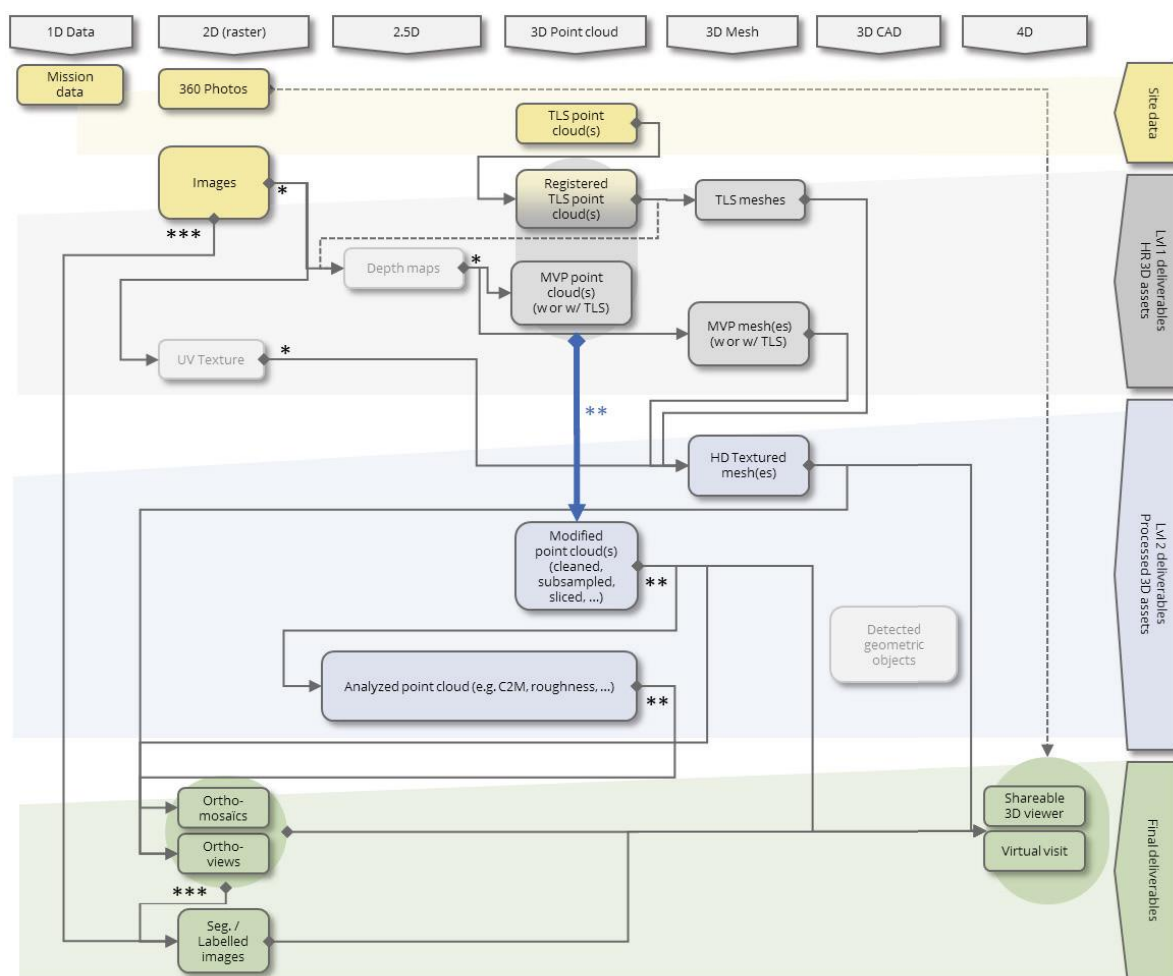 1D Data
2D (raster)
2.5D
3D Point cloud
3D Mesh
3D CAD
4D
Mission
data
360 Photos
TLS point
cloud(s)
Site data
Images
*
***
Registered
TLS point
cloud(s)
TLS meshes
Depth maps
*
MVP point
cloud(s)
(w or w/ TLS)
MVP mesh(es)
(w or w/ TLS)
Lvl 1 deliverables
HR 3D assets
UV Texture
*
**
HD Textured
mesh(es)
Modified
point cloud(s)
(cleaned,
subsampled,
sliced, ...)
**
Detected
geometric
objects
Lvl 2 deliverables
Processed 3D assets
Analyzed point cloud (e.g. C2M, roughness, ...)
**
Ortho-
mosaïcs
Ortho-
views
***
Seg. /
Labelled
images
Shareable
3D viewer
Virtual visit
Final deliverables